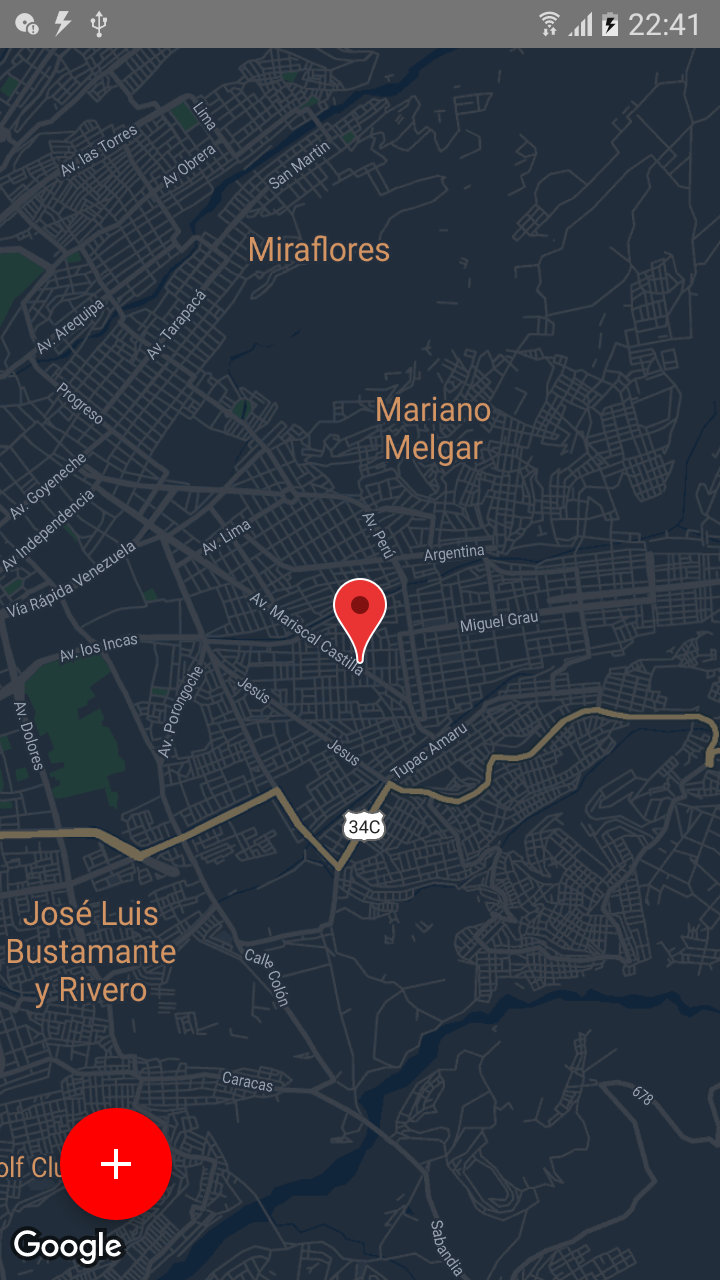 22:41
Lima
Av. las Torres
Av Obrera
San Martin
Miraflores
Av. Arequipa
Av. Tarapacá
Progreso
Mariano
Melgar
Av. Goyeneche
Av Independencia
Av. Lima
Av. Perú
Argentina
Vía Rápida Venezuela
Av. Mariscal Castilla
Miguel Grau
Av. los Incas
Jesús
Av. Porongoche
Av. Dolores
Jesus
Tupac Amaru
34C
José Luis
Bustamante
y Rivero
Calle Colón
Caracas
678
olf Clu
Sabandia
Google